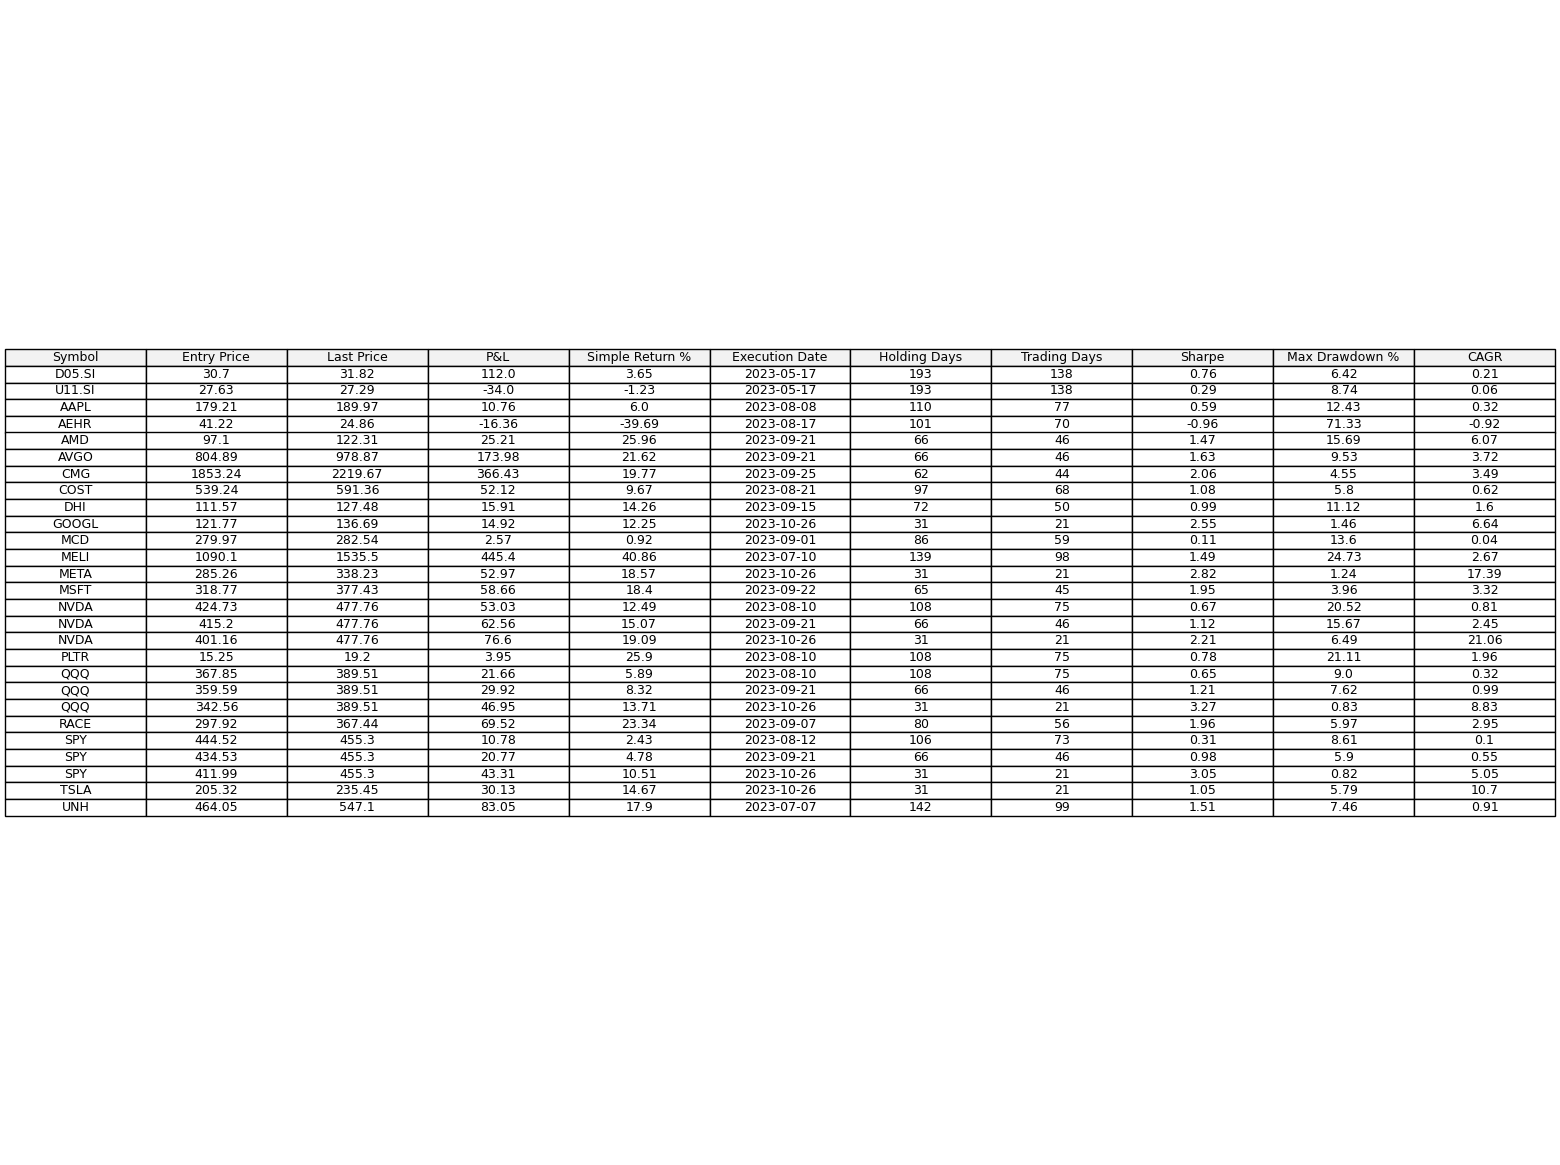 Symbol Entry Price Last Price P&L Simple Return % Execution Date Holding Days Trading Days Sharpe Max Drawdown % CAGR
D05.SI 30.7 31.82 112.0 3.65 2023-05-17 193 138 0.76 6.42 0.21
U11.SI 27.63 27.29 -34.0 -1.23 2023-05-17 193 138 0.29 8.74 0.06
AAPL 179.21 189.97 10.76 6.0 2023-08-08 110 77 0.59 12.43 0.32
AEHR 41.22 24.86 -16.36 -39.69 2023-08-17 101 70 -0.96 71.33 -0.92
AMD 97.1 122.31 25.21 25.96 2023-09-21 66 46 1.47 15.69 6.07
AVGO 804.89 978.87 173.98 21.62 2023-09-21 66 46 1.63 9.53 3.72
CMG 1853.24 2219.67 366.43 19.77 2023-09-25 62 44 2.06 4.55 3.49
COST 539.24 591.36 52.12 9.67 2023-08-21 97 68 1.08 5.8 0.62
DHI 111.57 127.48 15.91 14.26 2023-09-15 72 50 0.99 11.12 1.6
GOOGL 121.77 136.69 14.92 12.25 2023-10-26 31 21 2.55 1.46 6.64
MCD 279.97 282.54 2.57 0.92 2023-09-01 86 59 0.11 13.6 0.04
MELI 1090.1 1535.5 445.4 40.86 2023-07-10 139 98 1.49 24.73 2.67
META 285.26 338.23 52.97 18.57 2023-10-26 31 21 2.82 1.24 17.39
MSFT 318.77 377.43 58.66 18.4 2023-09-22 65 45 1.95 3.96 3.32
NVDA 424.73 477.76 53.03 12.49 2023-08-10 108 75 0.67 20.52 0.81
NVDA 415.2 477.76 62.56 15.07 2023-09-21 66 46 1.12 15.67 2.45
NVDA 401.16 477.76 76.6 19.09 2023-10-26 31 21 2.21 6.49 21.06
PLTR 15.25 19.2 3.95 25.9 2023-08-10 108 75 0.78 21.11 1.96
QQQ 367.85 389.51 21.66 5.89 2023-08-10 108 75 0.65 9.0 0.32
QQQ 359.59 389.51 29.92 8.32 2023-09-21 66 46 1.21 7.62 0.99
QQQ 342.56 389.51 46.95 13.71 2023-10-26 31 21 3.27 0.83 8.83
RACE 297.92 367.44 69.52 23.34 2023-09-07 80 56 1.96 5.97 2.95
SPY 444.52 455.3 10.78 2.43 2023-08-12 106 73 0.31 8.61 0.1
SPY 434.53 455.3 20.77 4.78 2023-09-21 66 46 0.98 5.9 0.55
SPY 411.99 455.3 43.31 10.51 2023-10-26 31 21 3.05 0.82 5.05
TSLA 205.32 235.45 30.13 14.67 2023-10-26 31 21 1.05 5.79 10.7
UNH 464.05 547.1 83.05 17.9 2023-07-07 142 99 1.51 7.46 0.91